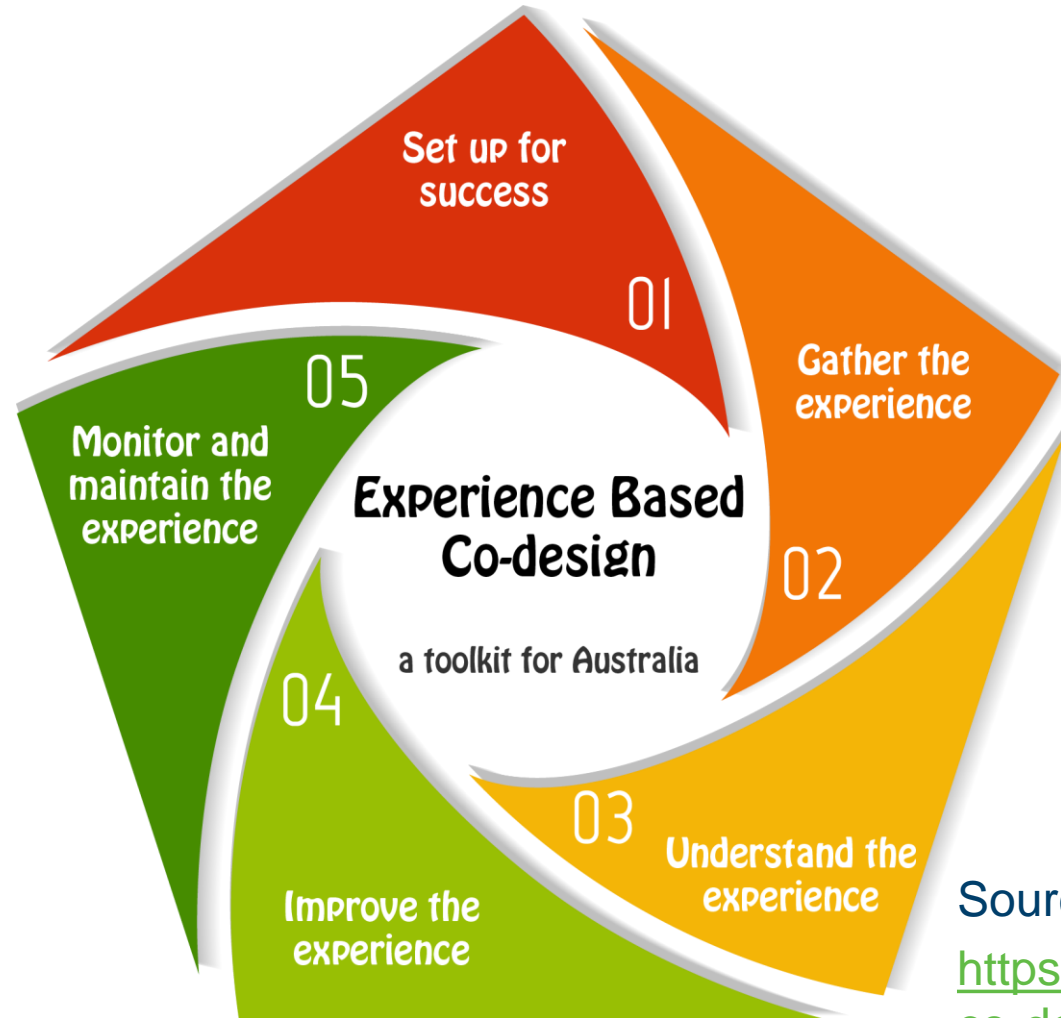 Set up for
success
01
Gather the
experience
02
Understand the
experience
03
Improve the
experience
04
Monitor and
maintain the
experience
05
Experience Based
Co-design
a toolkit for Australia
https